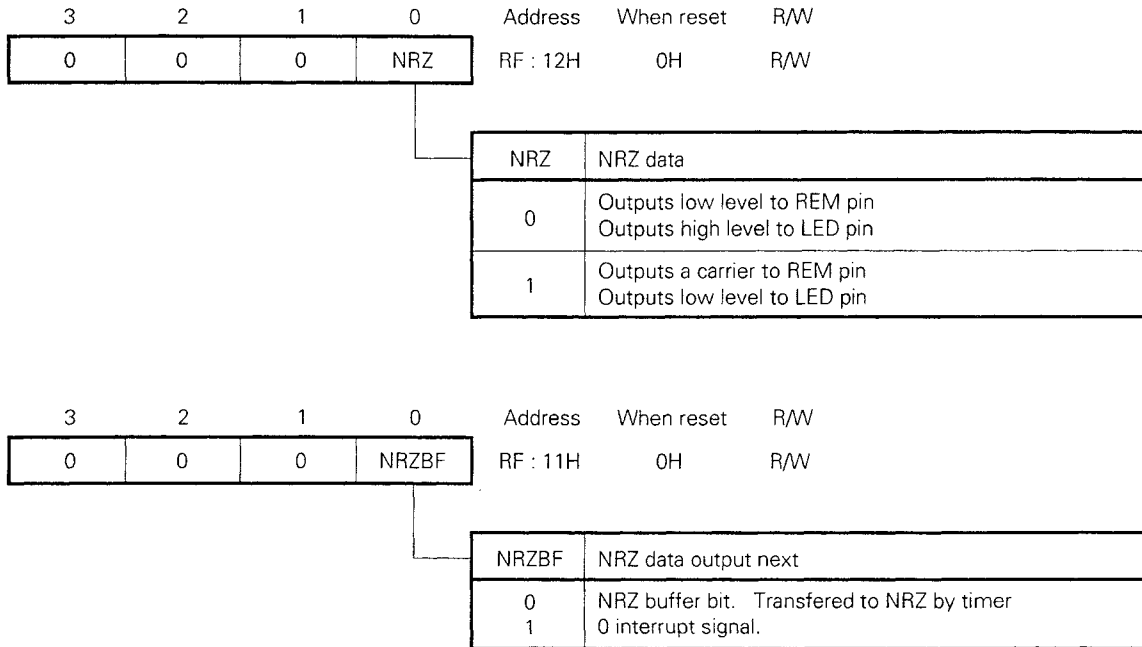 3 2 1 0 Address When reset R/W
0 0 0 NRZ RF : 12H 0H R/W
NRZ NRZ data
0 Outputs low level to REM pin
Outputs high level to LED pin
1 Outputs a carrier to REM pin
Outputs low level to LED pin
3 2 1 0 Address When reset R/W
0 0 0 NRZBF RF : 11H 0H R/W
NRZBF NRZ data output next
0 NRZ buffer bit. Transfered to NRZ by timer
1 0 interrupt signal.